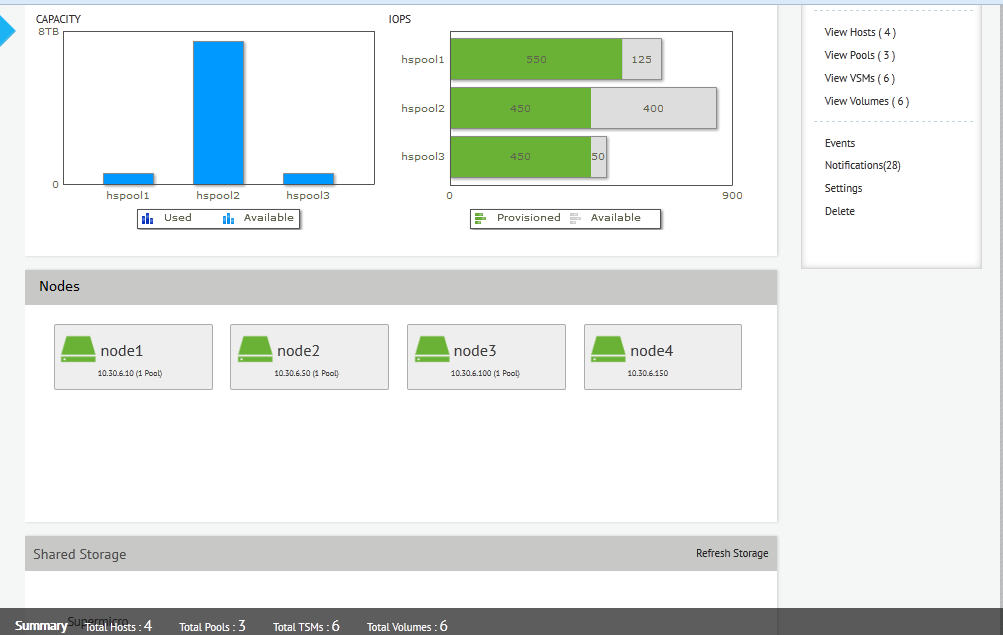 CAPACITY
8TB
0
hspool1 hspool2 hspool3
Used Available
IOPS
hspool1 550 125
hspool2 450 400
hspool3 450 50
0 900
Provisioned Available
View Hosts ( 4 )
View Pools ( 3 )
View VSMs ( 6 )
View Volumes ( 6 )
Events
Notifications(28)
Settings
Delete
Nodes
node1
10.30.6.10 (1 Pool)
node2
10.30.6.50 (1 Pool)
node3
10.30.6.100 (1 Pool)
node4
10.30.6.150
Shared Storage Refresh Storage
Supermicro
Summary Total Hosts : 4 Total Pools : 3 Total TSMs : 6 Total Volumes : 6